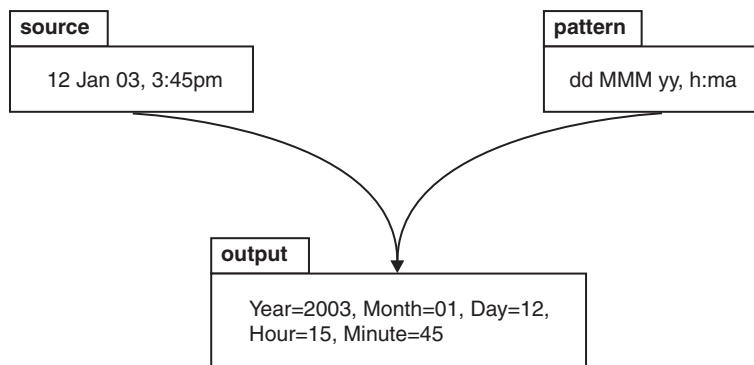 source
12 Jan 03, 3:45pm
pattern
dd MMM yy, h:ma
output
Year=2003, Month=01, Day=12,
Hour=15, Minute=45